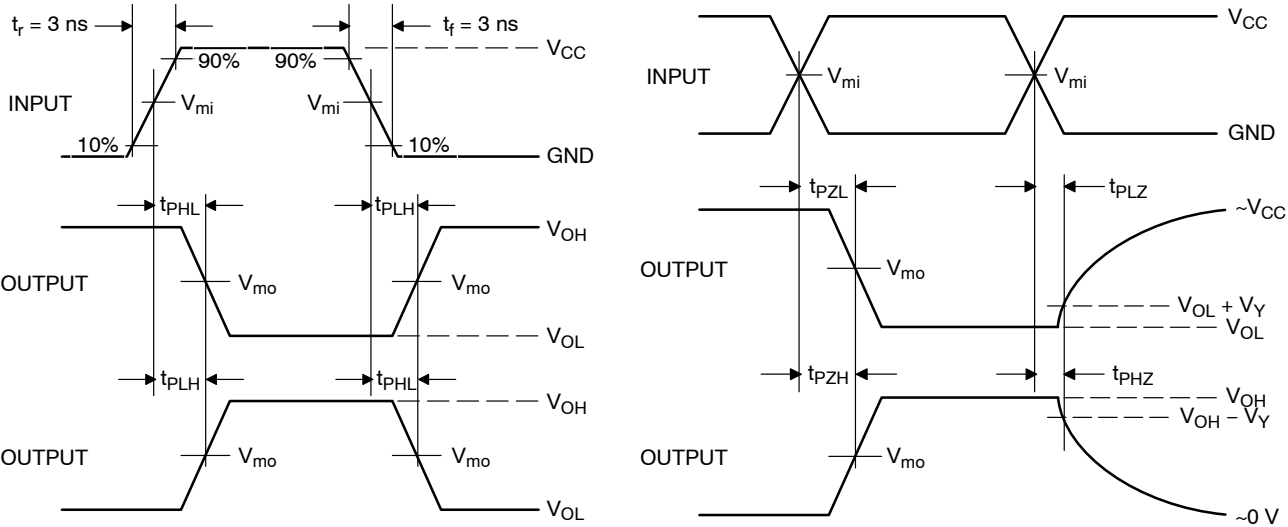 t_r = 3 ns
t_f = 3 ns
V_CC
90%
90%
INPUT
V_mi
V_mi
10%
10%
GND
t_PHL
t_PLH
V_OH
OUTPUT
V_mo
V_mo
V_OL
t_PLH
t_PHL
V_OH
OUTPUT
V_mo
V_mo
V_OL
V_CC
INPUT
V_mi
V_mi
GND
t_PZL
t_PLZ
~V_CC
OUTPUT
V_mo
V_OL + V_Y
V_OL
t_PZH
t_PHZ
V_OH
V_OH – V_Y
OUTPUT
V_mo
~0 V